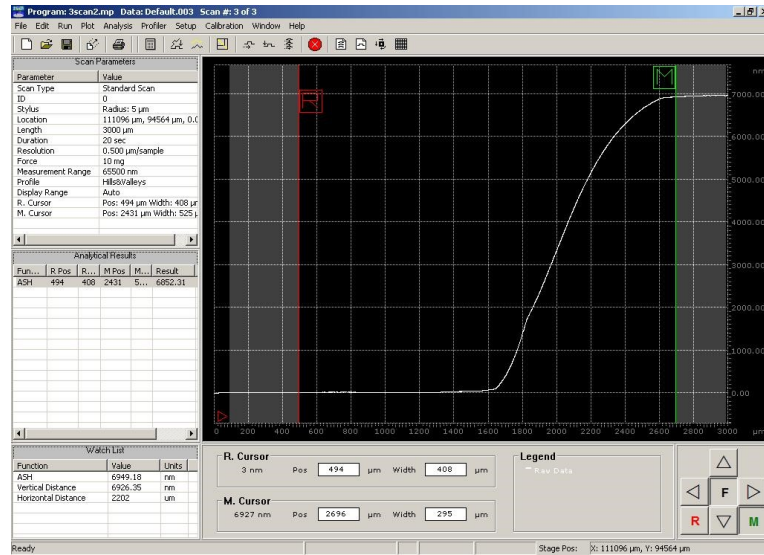 Program: 3scan2.mp Data: Default.003 Scan #: 3 of 3
File Edit Run Plot Analysis Profiler Setup Calibration Window Help
Scan Parameters
Parameter Value
Scan Type Standard Scan
ID 0
Stylus Radius: 5 µm
Location 111096 µm, 94564 µm, 0.0
Length 3000 µm
Duration 20 sec
Resolution 0.500 µm/sample
Force 10 mg
Measurement Range 65500 nm
Profile Hills&Valleys
Display Range Auto
R. Cursor Pos: 494 µm Width: 408 µm
M. Cursor Pos: 2431 µm Width: 525 µ
Analytical Results
Fun... R Pos R... M Pos M... Result
ASH 494 408 2431 5... 6852.31
Watch List
Function Value Units
ASH 6949.18 nm
Vertical Distance 6926.35 nm
Horizontal Distance 2202 um
R
M
nm
7000.00
6000.00
5000.00
4000.00
3000.00
2000.00
1000.00
0.00
0 200 400 600 800 1000 1200 1400 1600 1800 2000 2200 2400 2600 2800 3000 µm
R. Cursor
3 nm Pos 494 µm Width 408 µm
M. Cursor
6927 nm Pos 2696 µm Width 295 µm
Legend
Raw Data
F
R M
Ready
Stage Pos: X: 111096 µm, Y: 94564 µm